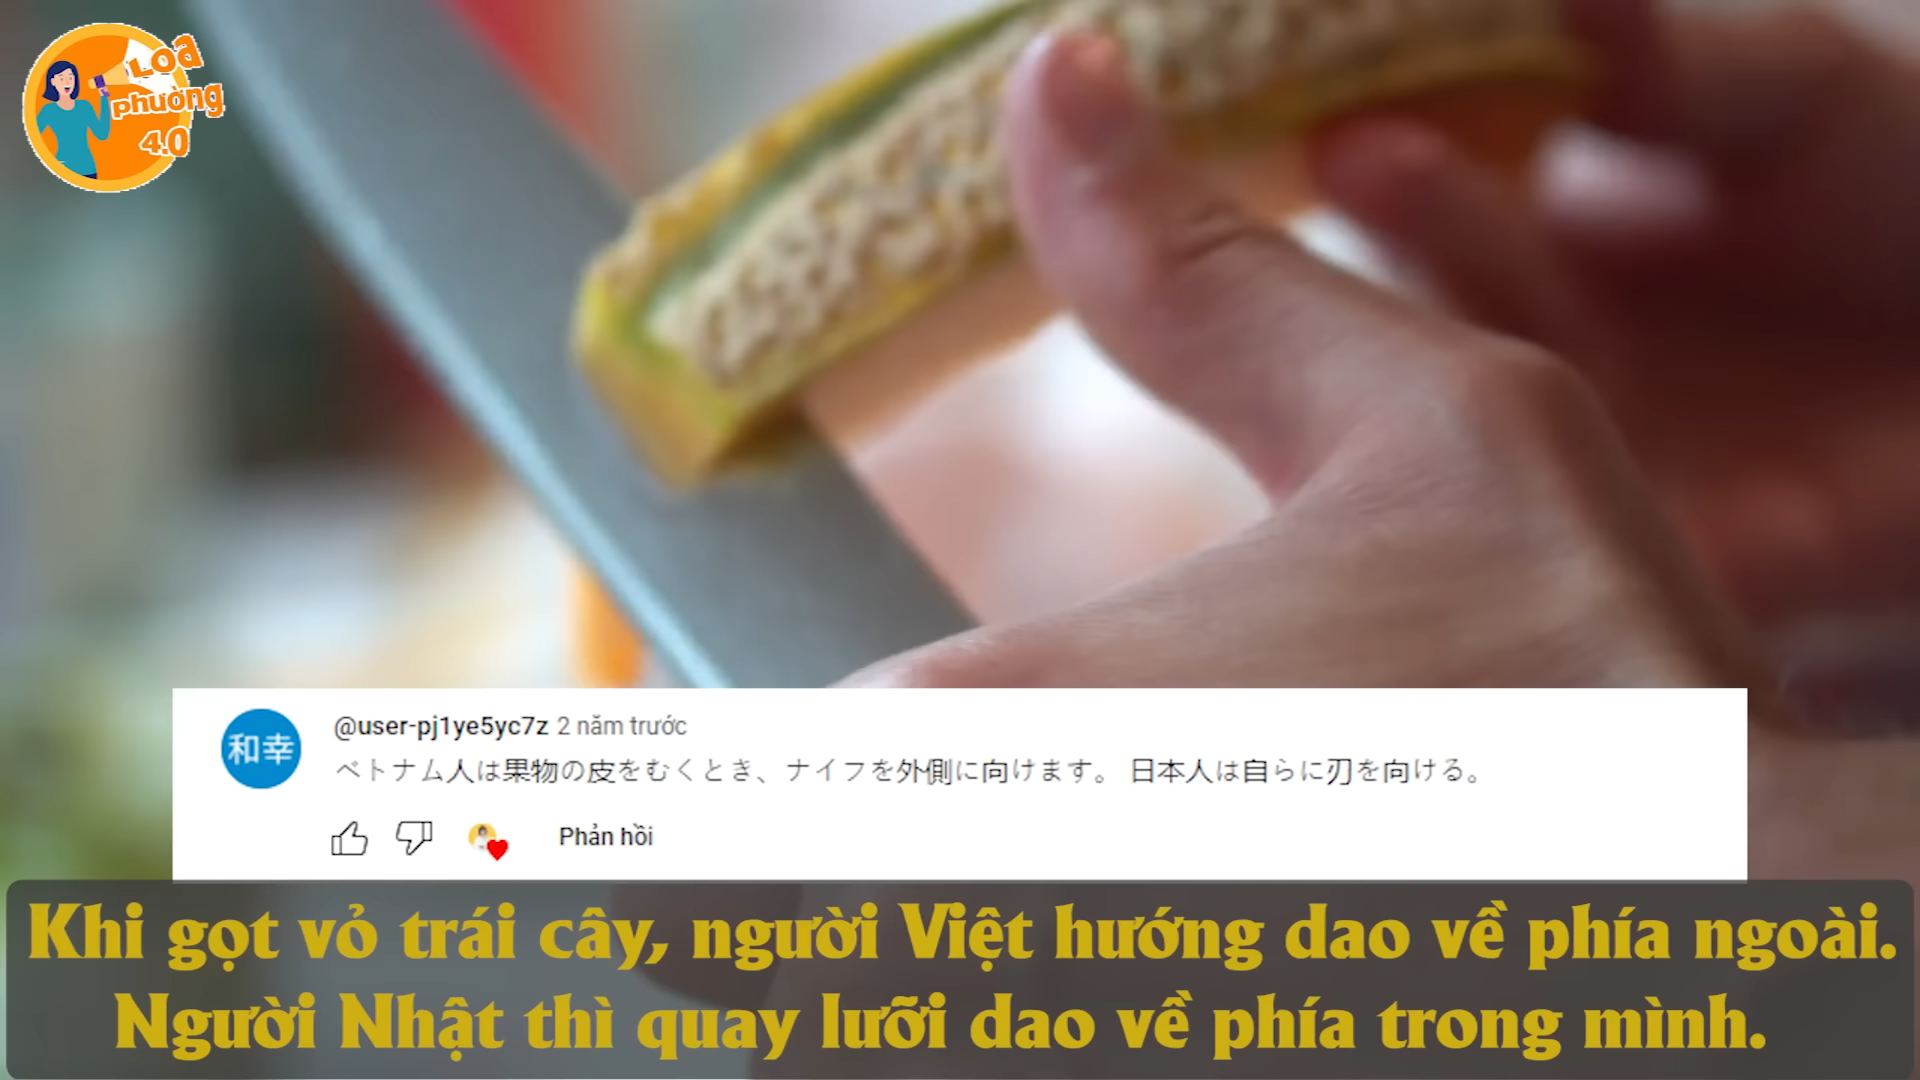 Loa
phường
4.0
和幸
@user-pj1ye5yc7z 2 năm trước
ベトナム人は果物の皮をむくとき、ナイフを外側に向けます。 日本人は自らに刃を向ける。
Phản hồi
Khi gọt vỏ trái cây, người Việt hướng dao về phía ngoài.
Người Nhật thì quay lưỡi dao về phía trong mình.